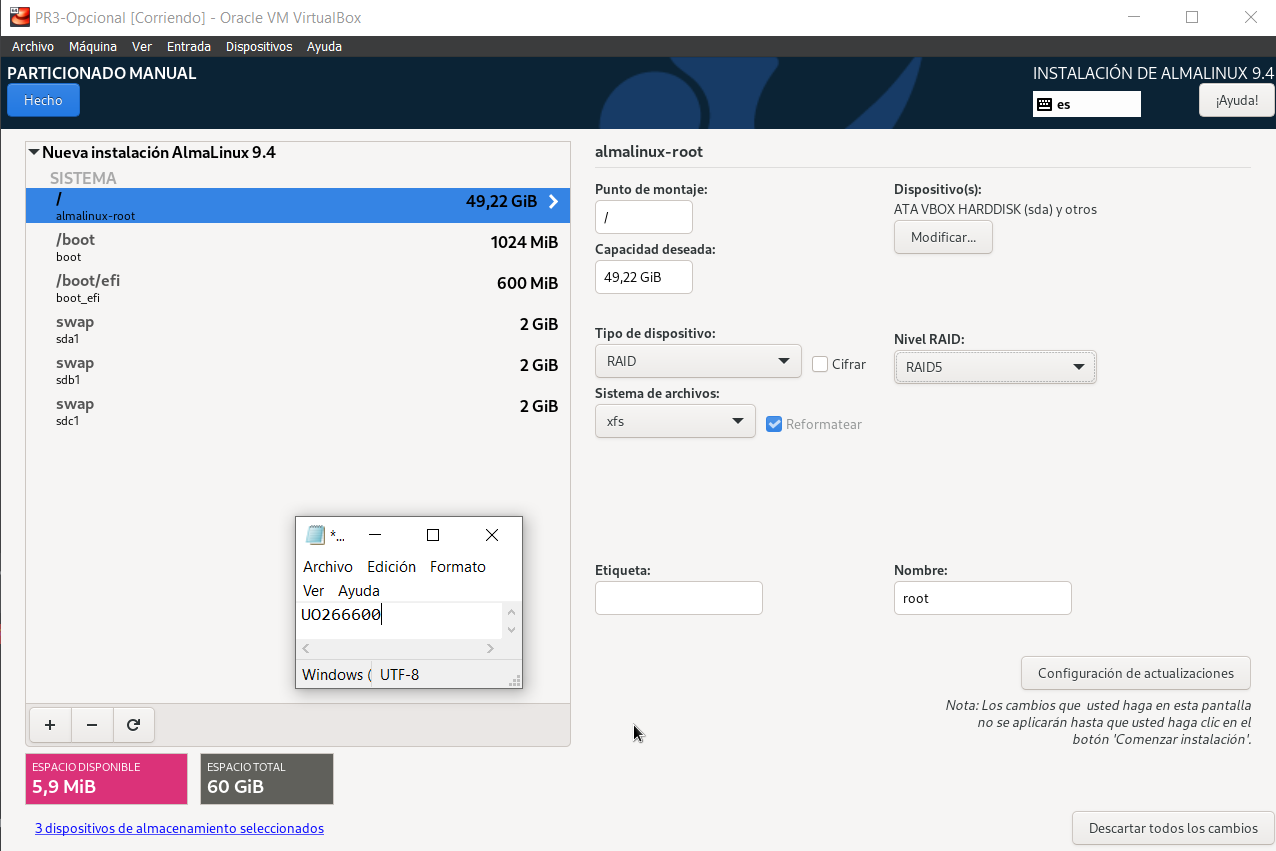 PR3-Opcional [Corriendo] - Oracle VM VirtualBox
Archivo Máquina Ver Entrada Dispositivos Ayuda
PARTICIONADO MANUAL
INSTALACIÓN DE ALMALINUX 9.4
Hecho
es
¡Ayuda!
Nueva instalación AlmaLinux 9.4
SISTEMA
/ 49,22 GiB
almalinux-root
/boot 1024 MiB
boot
/boot/efi 600 MiB
boot_efi
swap 2 GiB
sda1
swap 2 GiB
sdb1
swap 2 GiB
sdc1
almalinux-root
Punto de montaje:
/
Capacidad deseada:
49,22 GiB
Dispositivo(s):
ATA VBOX HARDDISK (sda) y otros
Modificar...
Tipo de dispositivo:
RAID
Cifrar
Nivel RAID:
RAID5
Sistema de archivos:
xfs
Reformatear
Etiqueta:
Nombre:
root
*...
Archivo Edición Formato
Ver Ayuda
UO266600
Windows ( UTF-8
Configuración de actualizaciones
Nota: Los cambios que usted haga en esta pantalla
no se aplicarán hasta que usted haga clic en el
botón 'Comenzar instalación'.
+ −
ESPACIO DISPONIBLE
5,9 MiB
ESPACIO TOTAL
60 GiB
3 dispositivos de almacenamiento seleccionados
Descartar todos los cambios